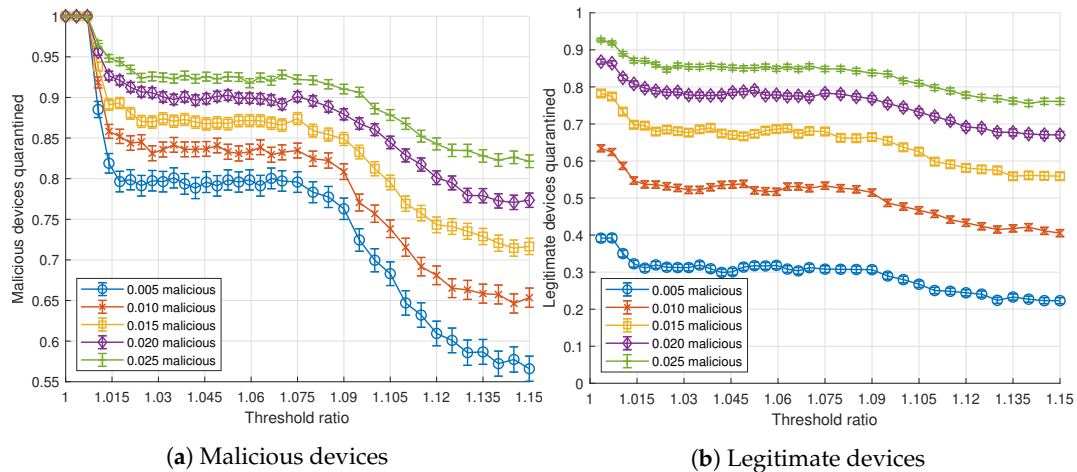 1
0.95
0.9
0.85
0.8
0.75
0.7
0.65
0.6
0.55
Malicious devices quarantined
0.005 malicious
0.010 malicious
0.015 malicious
0.020 malicious
0.025 malicious
1 1.015 1.03 1.045 1.06 1.075 1.09 1.105 1.12 1.135 1.15
Threshold ratio
(a) Malicious devices
1
0.9
0.8
0.7
0.6
0.5
0.4
0.3
0.2
0.1
0
Legitimate devices quarantined
0.005 malicious
0.010 malicious
0.015 malicious
0.020 malicious
0.025 malicious
1 1.015 1.03 1.045 1.06 1.075 1.09 1.105 1.12 1.135 1.15
Threshold ratio
(b) Legitimate devices